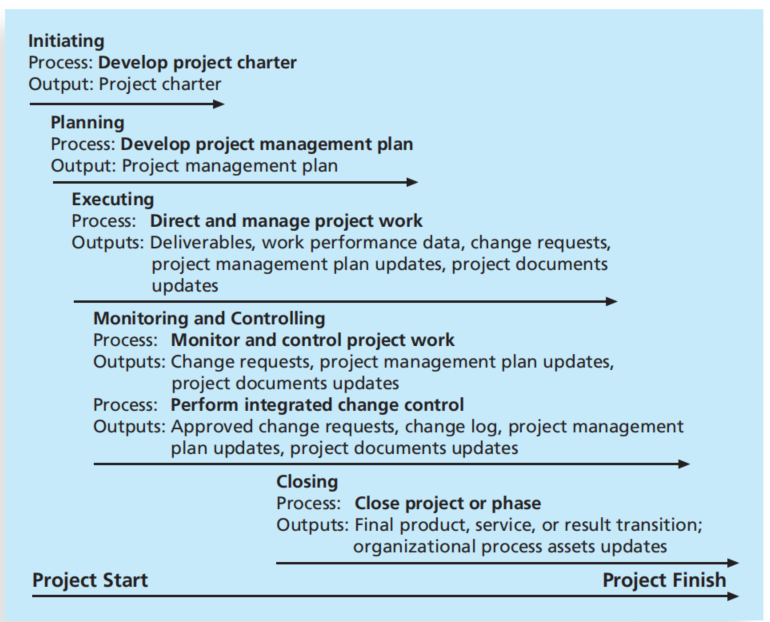 Initiating
Process: Develop project charter
Output: Project charter
Planning
Process: Develop project management plan
Output: Project management plan
Executing
Process: Direct and manage project work
Outputs: Deliverables, work performance data, change requests,
project management plan updates, project documents
updates
Monitoring and Controlling
Process: Monitor and control project work
Outputs: Change requests, project management plan updates,
project documents updates
Process: Perform integrated change control
Outputs: Approved change requests, change log, project management
plan updates, project documents updates
Closing
Process: Close project or phase
Outputs: Final product, service, or result transition;
organizational process assets updates
Project Start Project Finish